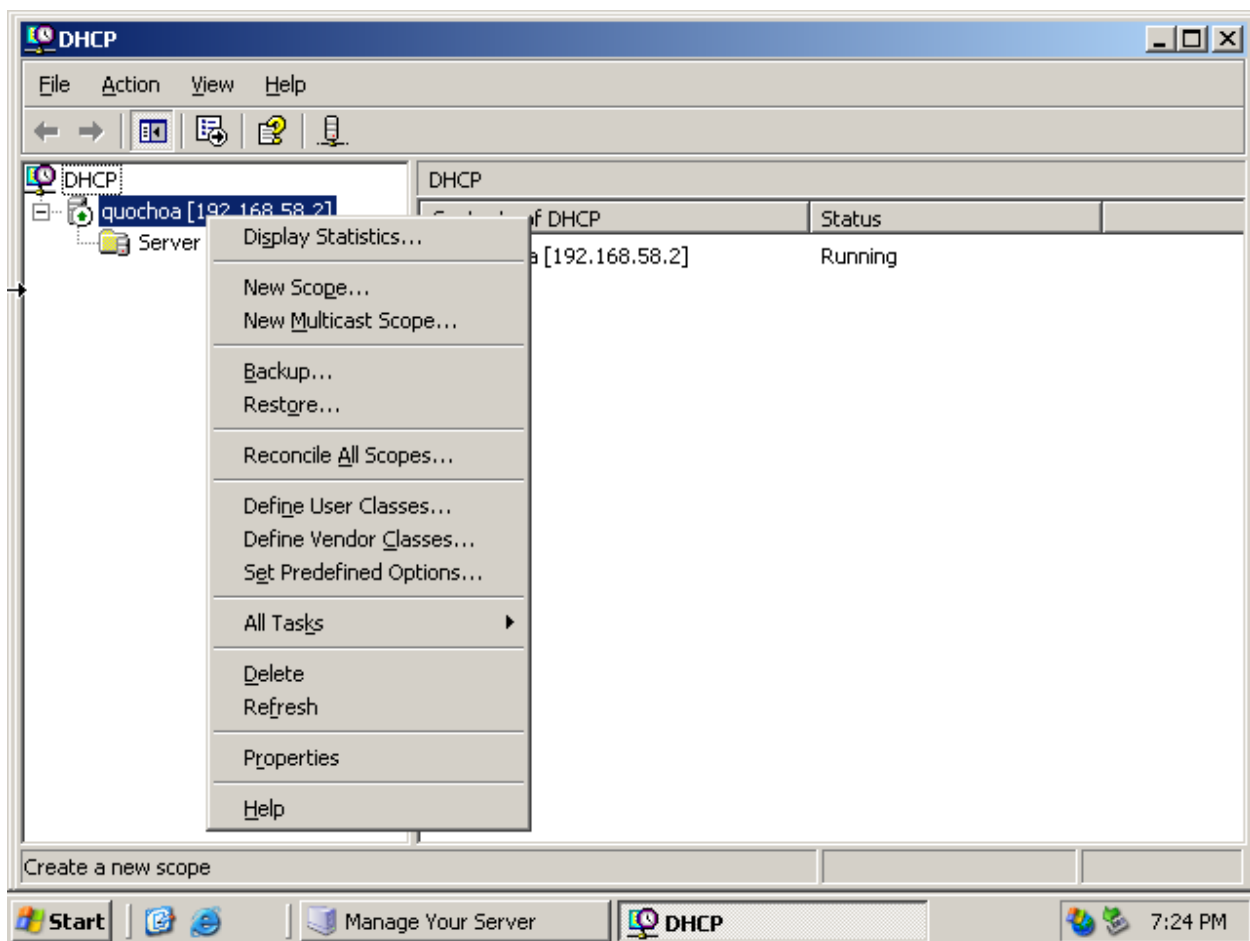 DHCP
File Action View Help
DHCP
DHCP
quochoa [192.168.58.2]
of DHCP
Status
Server
a [192.168.58.2]
Running
Display Statistics...
New Scope...
New Multicast Scope...
Backup...
Restore...
Reconcile All Scopes...
Define User Classes...
Define Vendor Classes...
Set Predefined Options...
All Tasks
Delete
Refresh
Properties
Help
Create a new scope
Start
Manage Your Server
DHCP
7:24 PM